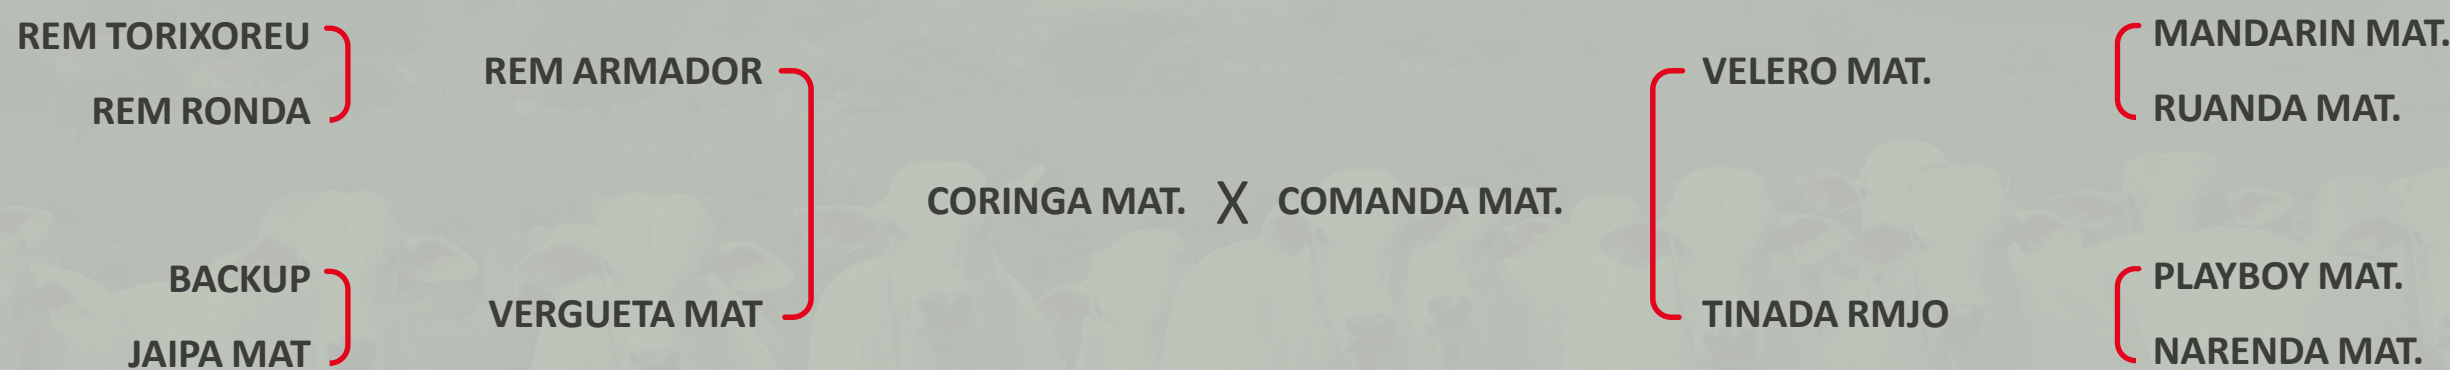 REM TORIXOREU
REM RONDA
REM ARMADOR
BACKUP
JAIPA MAT
VERGUETA MAT
CORINGA MAT. X COMANDA MAT.
VELERO MAT.
MANDARIN MAT.
RUANDA MAT.
TINADA RMJO
PLAYBOY MAT.
NARENDA MAT.